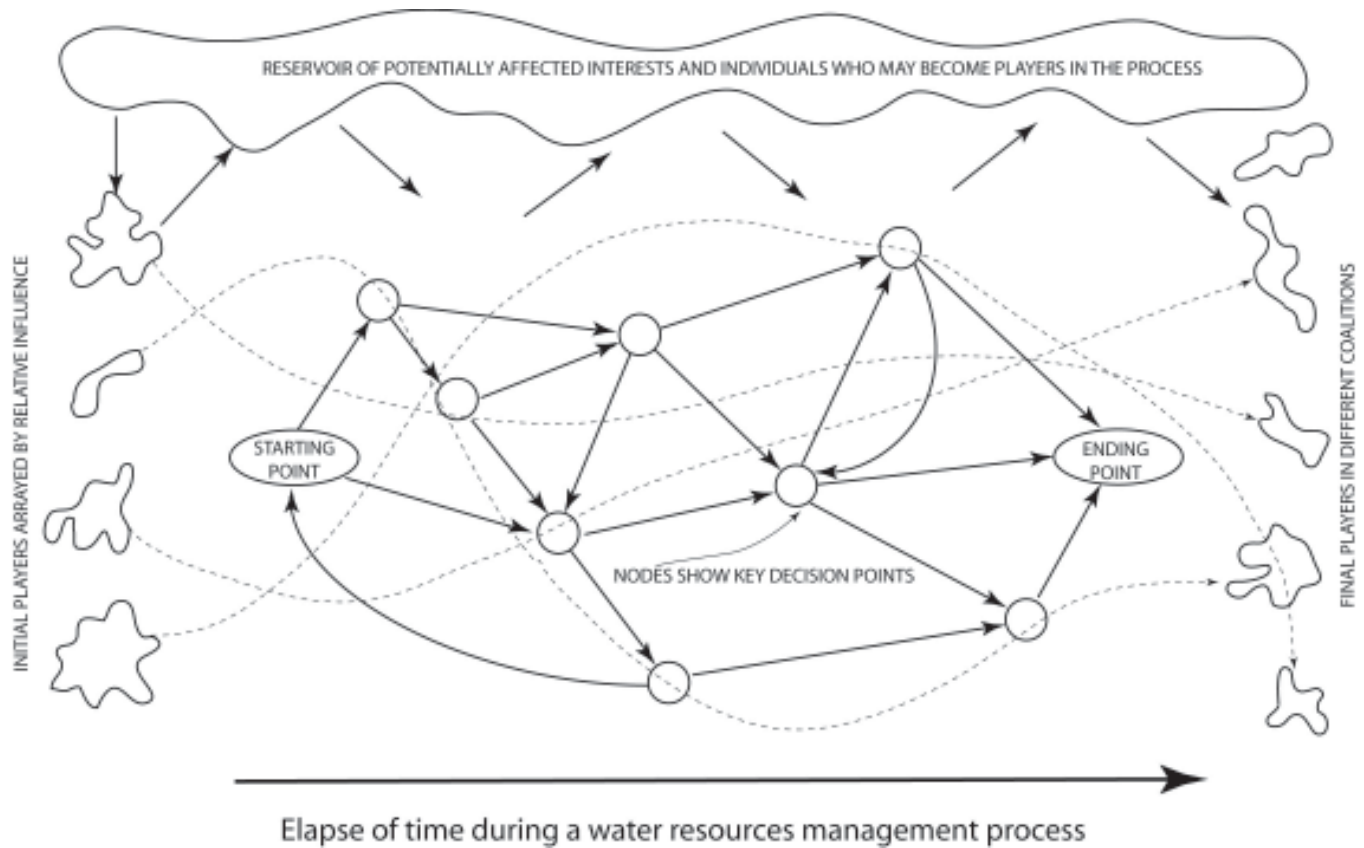 RESERVOIR OF POTENTIALLY AFFECTED INTERESTS AND INDIVIDUALS WHO MAY BECOME PLAYERS IN THE PROCESS
INITIAL PLAYERS ARRAYED BY RELATIVE INFLUENCE
STARTING
POINT
ENDING
POINT
FINAL PLAYERS IN DIFFERENT COALITIONS
NODES SHOW KEY DECISION POINTS
Elapse of time during a water resources management process